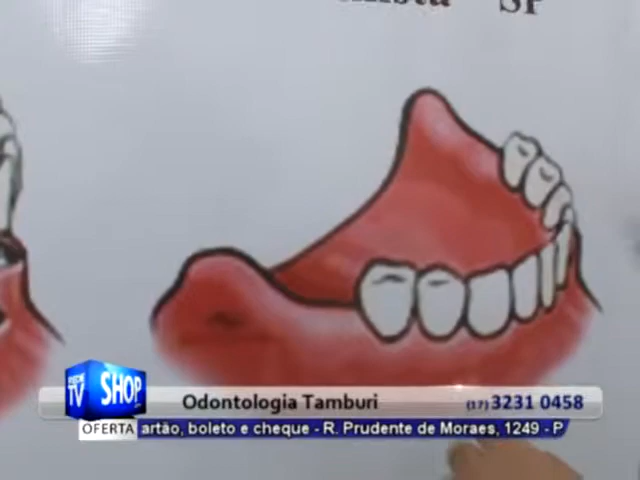 SP
TV
SHOP
Odontologia Tamburi
(17) 3231 0458
OFERTA
artão, boleto e cheque - R. Prudente de Moraes, 1249 - P